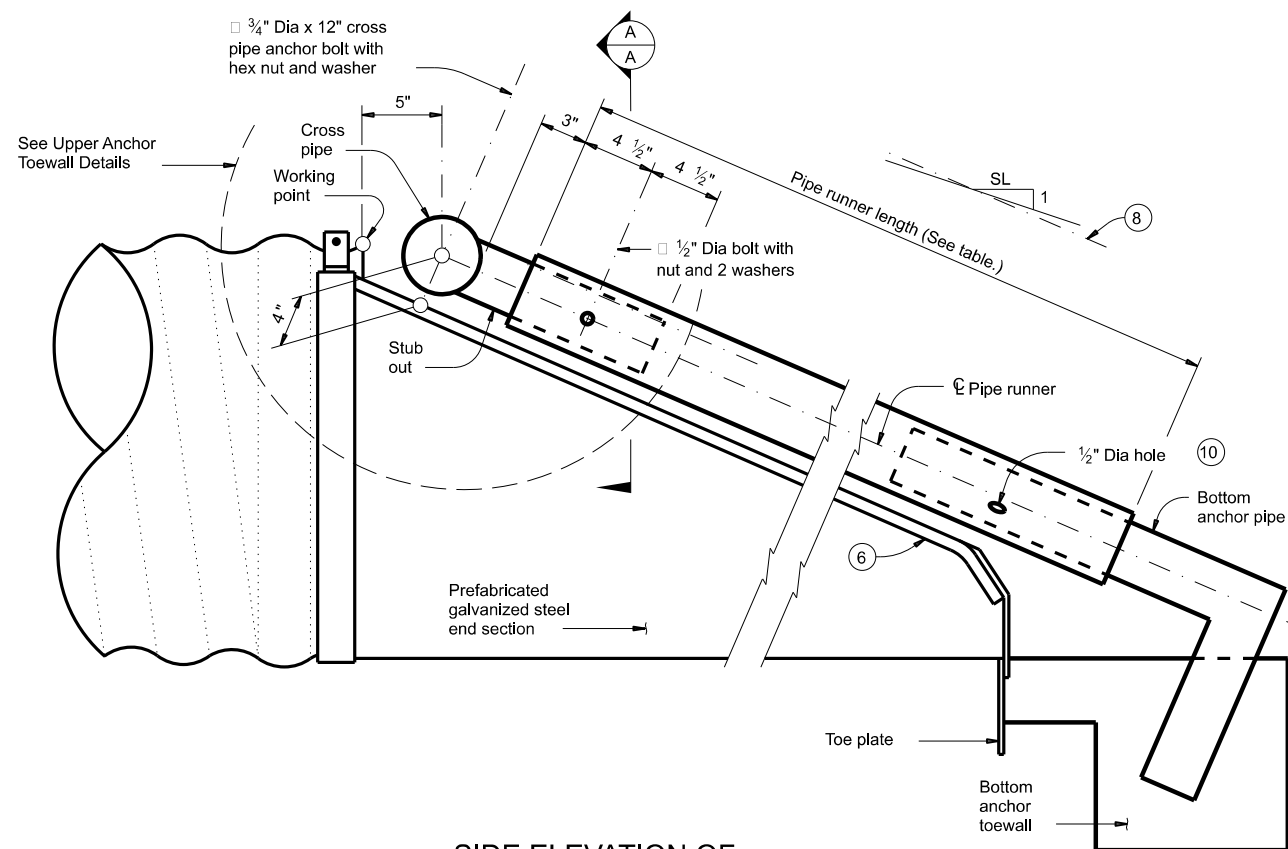 □ ¾" Dia x 12" cross
pipe anchor bolt with
hex nut and washer
A
A
5"
3"
4 ½"
4 ½"
See Upper Anchor
Toewall Details
Cross
pipe
Working
point
Pipe runner length (See table.)
SL
1
8
□ ½" Dia bolt with
nut and 2 washers
4"
Stub
out
℄ Pipe runner
½" Dia hole
10
Bottom
anchor pipe
6
Prefabricated
galvanized steel
end section
Toe plate
Bottom
anchor
toewall
SIDE ELEVATION OF